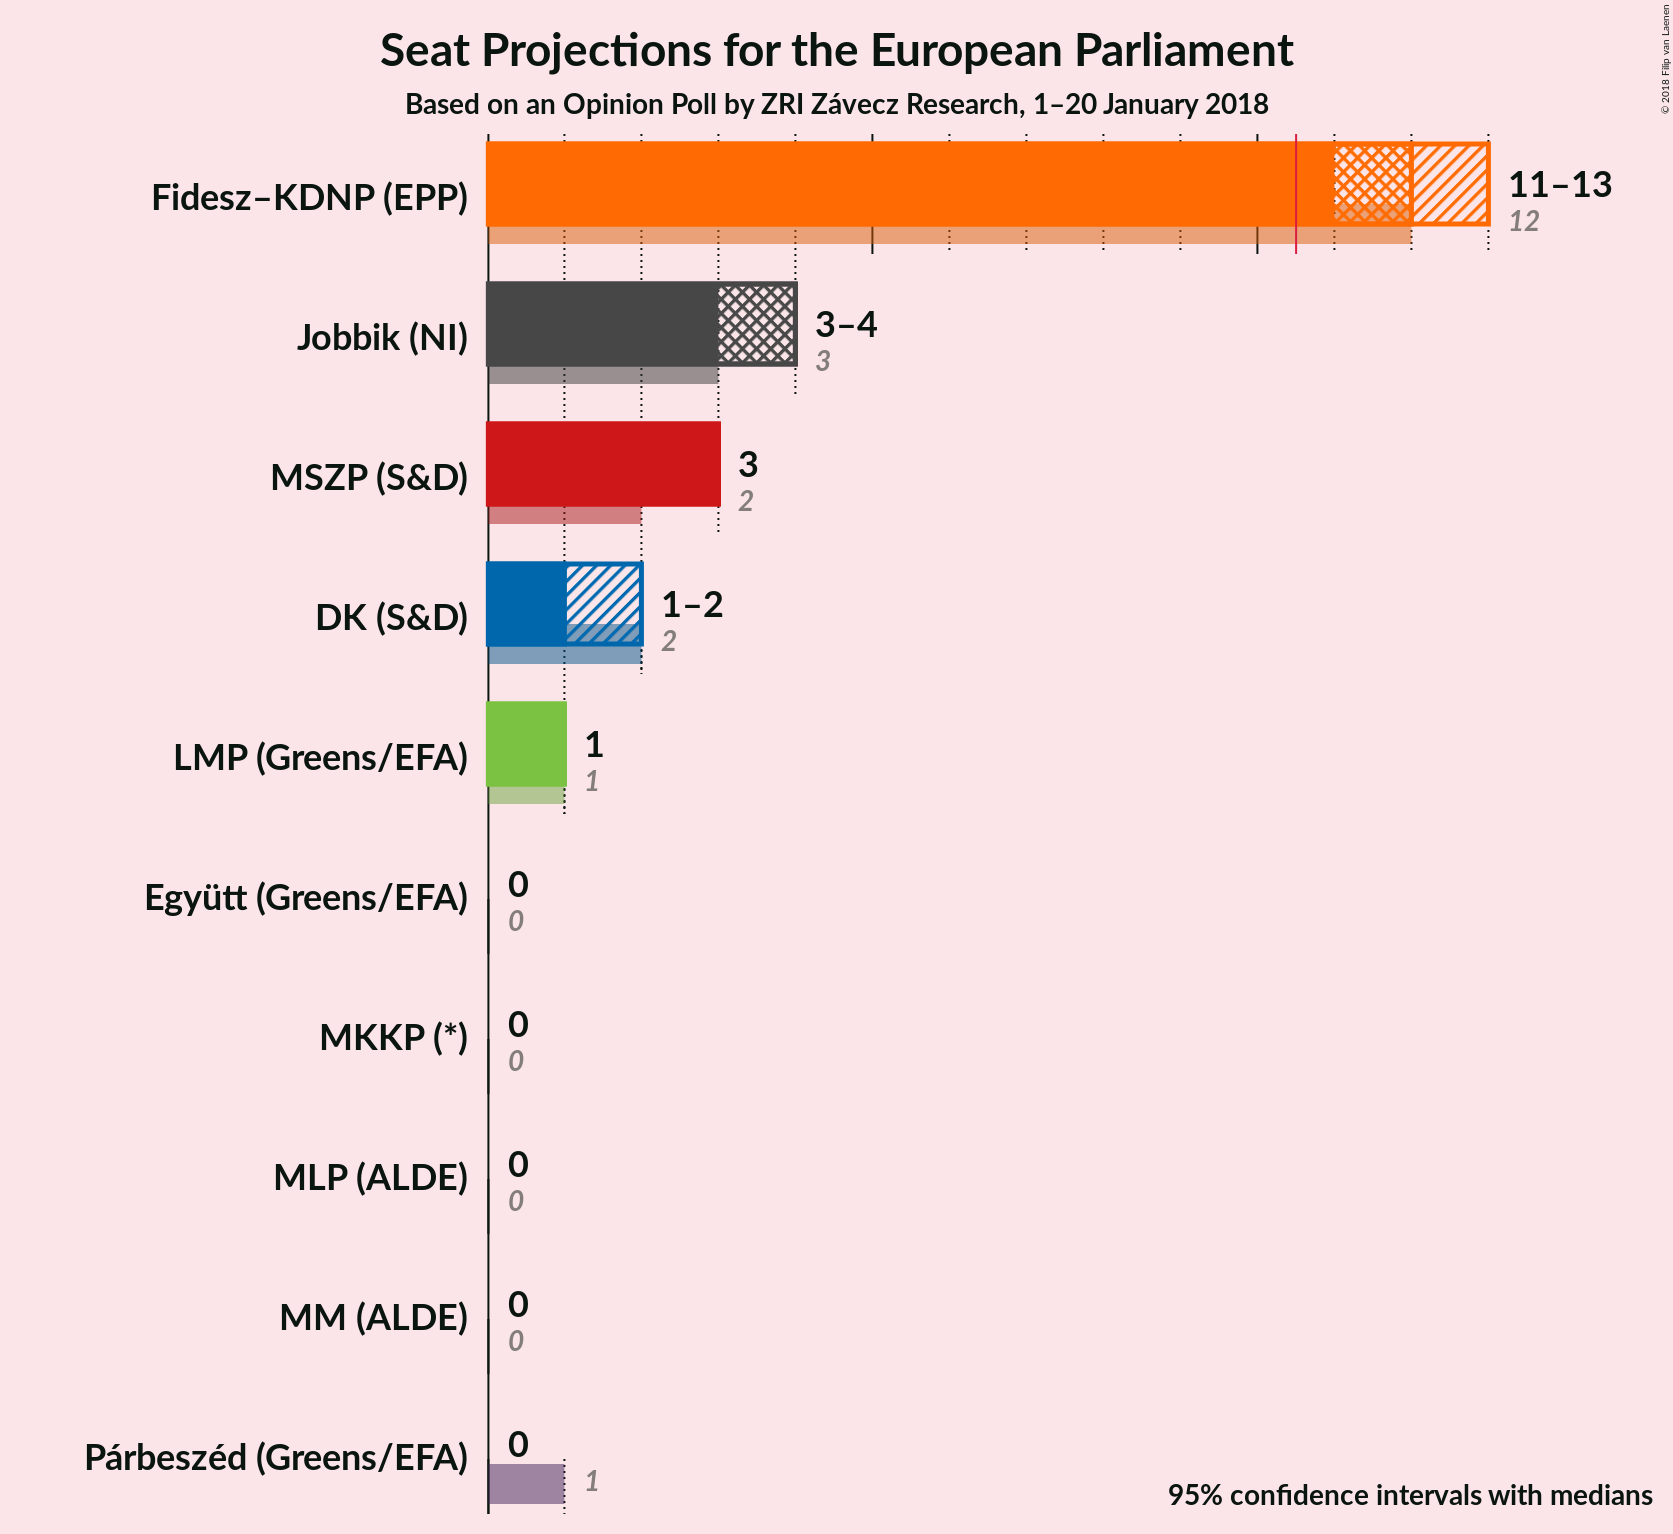 Seat Projections for the European Parliament
Based on an Opinion Poll by ZRI Závecz Research, 1–20 January 2018
© 2018 Filip van Laenen
Fidesz–KDNP (EPP)
11–13
12
Jobbik (NI)
3–4
3
MSZP (S&D)
3
2
DK (S&D)
1–2
2
LMP (Greens/EFA)
1
1
Együtt (Greens/EFA)
0
0
MKKP (*)
0
0
MLP (ALDE)
0
0
MM (ALDE)
0
0
Párbeszéd (Greens/EFA)
0
1
95% confidence intervals with medians